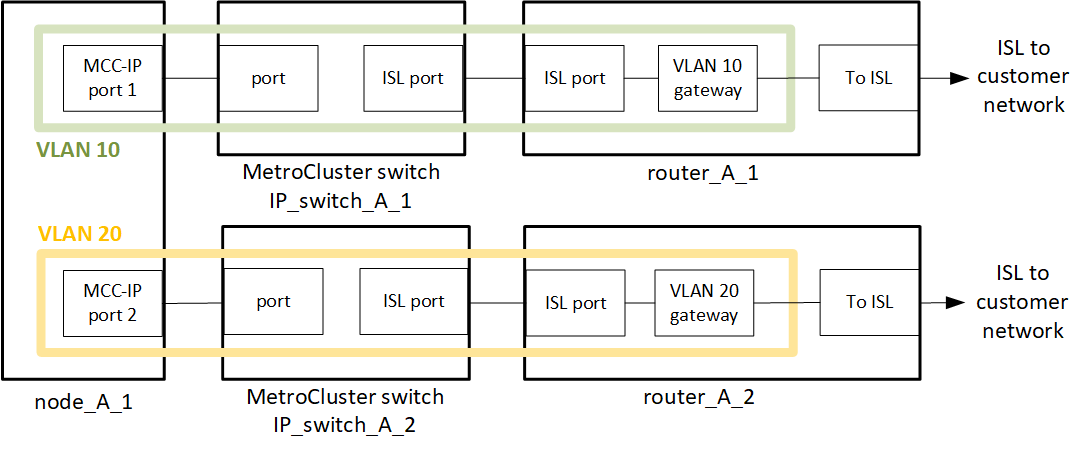 MCC-IP
port 1
port
ISL port
ISL port
VLAN 10
gateway
To ISL
ISL to
customer
network
VLAN 10
MetroCluster switch
IP_switch_A_1
router_A_1
VLAN 20
MCC-IP
port 2
port
ISL port
ISL port
VLAN 20
gateway
To ISL
ISL to
customer
network
node_A_1
MetroCluster switch
IP_switch_A_2
router_A_2